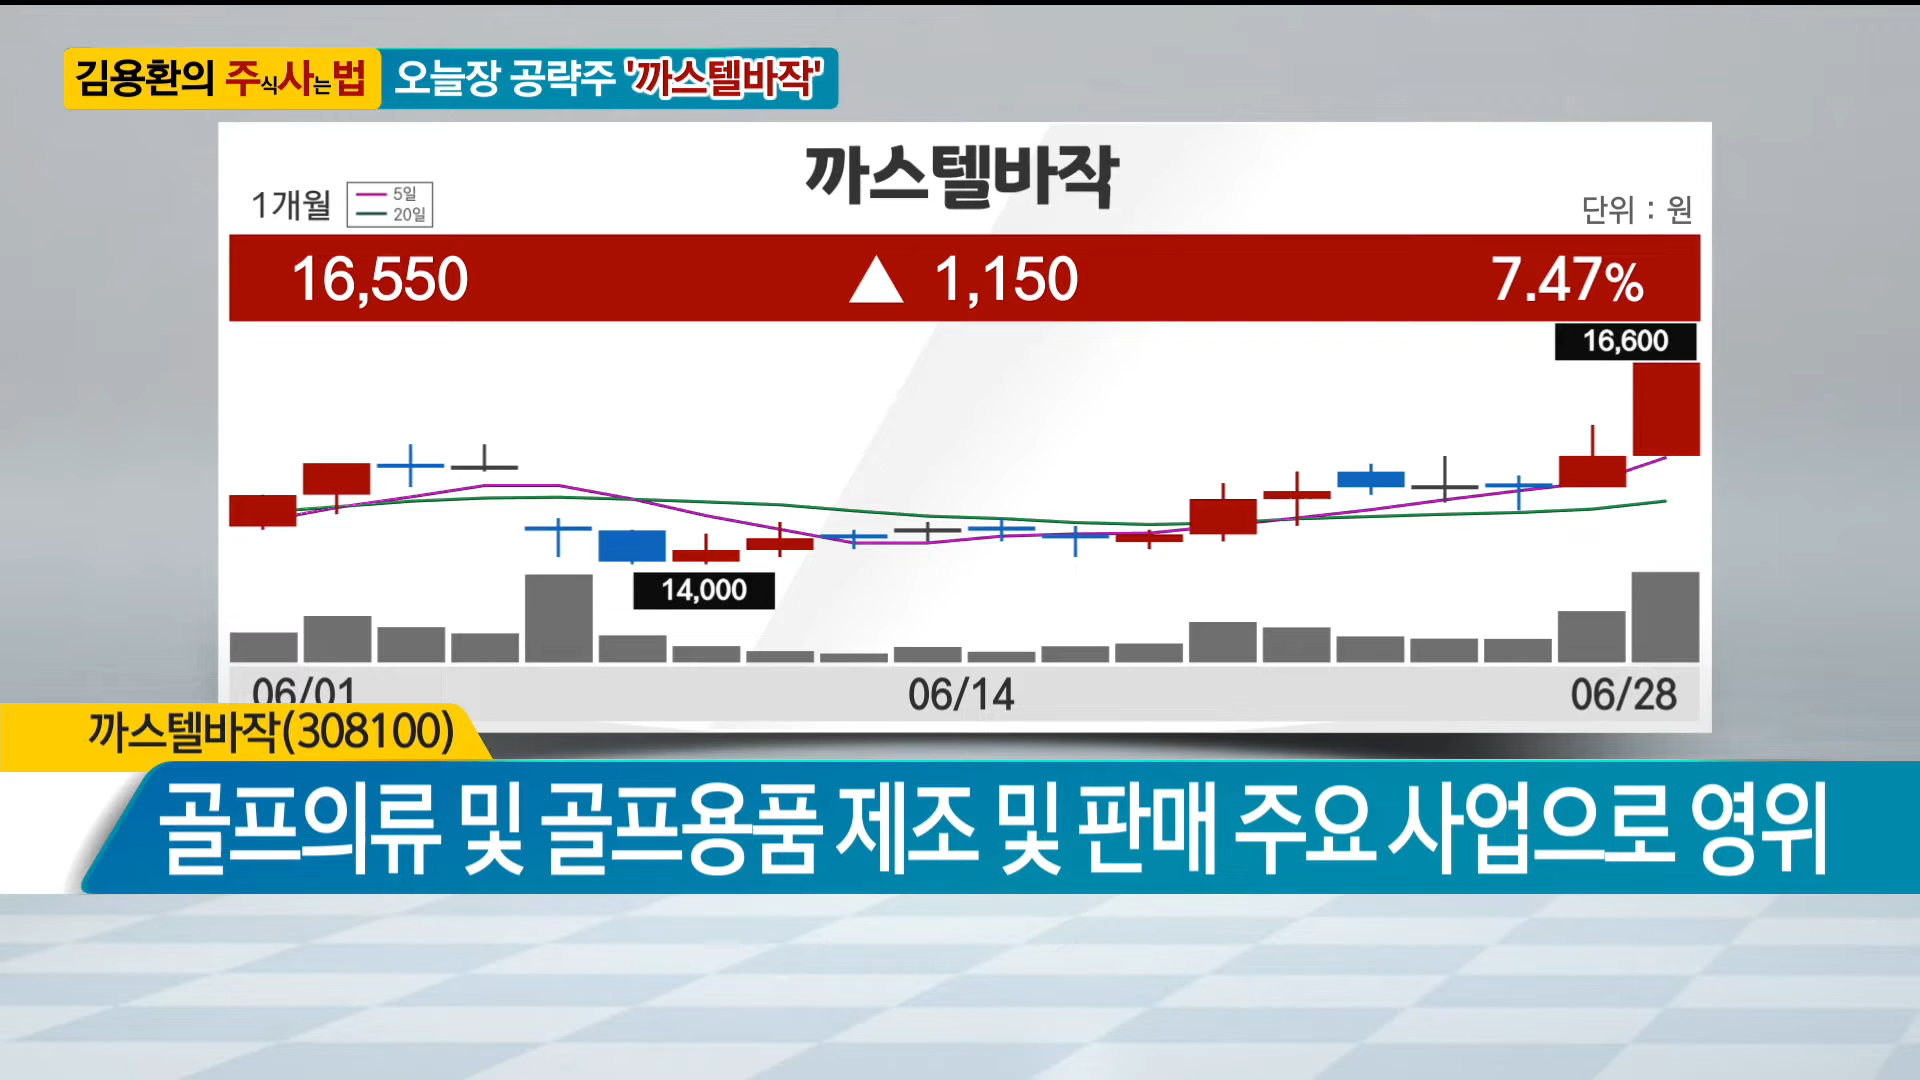 김용환의 주식사는법 오늘장 공략주 '까스텔바작'
까스텔바작
1개월
5일
20일
단위 : 원
16,550 ▲ 1,150 7.47%
16,600
14,000
06/01 06/14 06/28
까스텔바작(308100)
골프의류 및 골프용품 제조 및 판매 주요 사업으로 영위